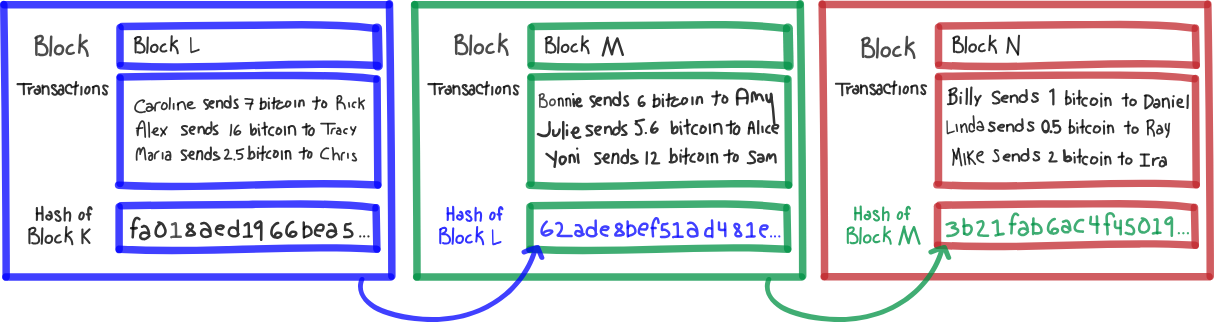 Block
Block L
Transactions
Caroline sends 7 bitcoin to Rick
Alex sends 16 bitcoin to Tracy
Maria sends 2.5 bitcoin to Chris
Hash of
Block K
fa018aed1966bea5...
Block
Block M
Transactions
Bonnie sends 6 bitcoin to Amy
Julie sends 5.6 bitcoin to Alice
Yoni sends 12 bitcoin to Sam
Hash of
Block L
62ade8bef51ad481e...
Block
Block N
Transactions
Billy Sends 1 bitcoin to Daniel
Linda sends 0.5 bitcoin to Ray
Mike Sends 2 bitcoin to Ira
Hash of
Block M
3b21fab6ac4f45019...